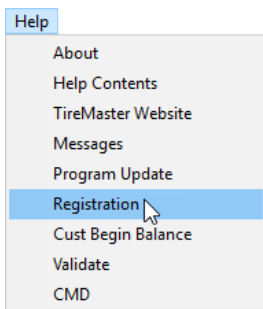 Help
About
Help Contents
TireMaster Website
Messages
Program Update
Registration
Cust Begin Balance
Validate
CMD